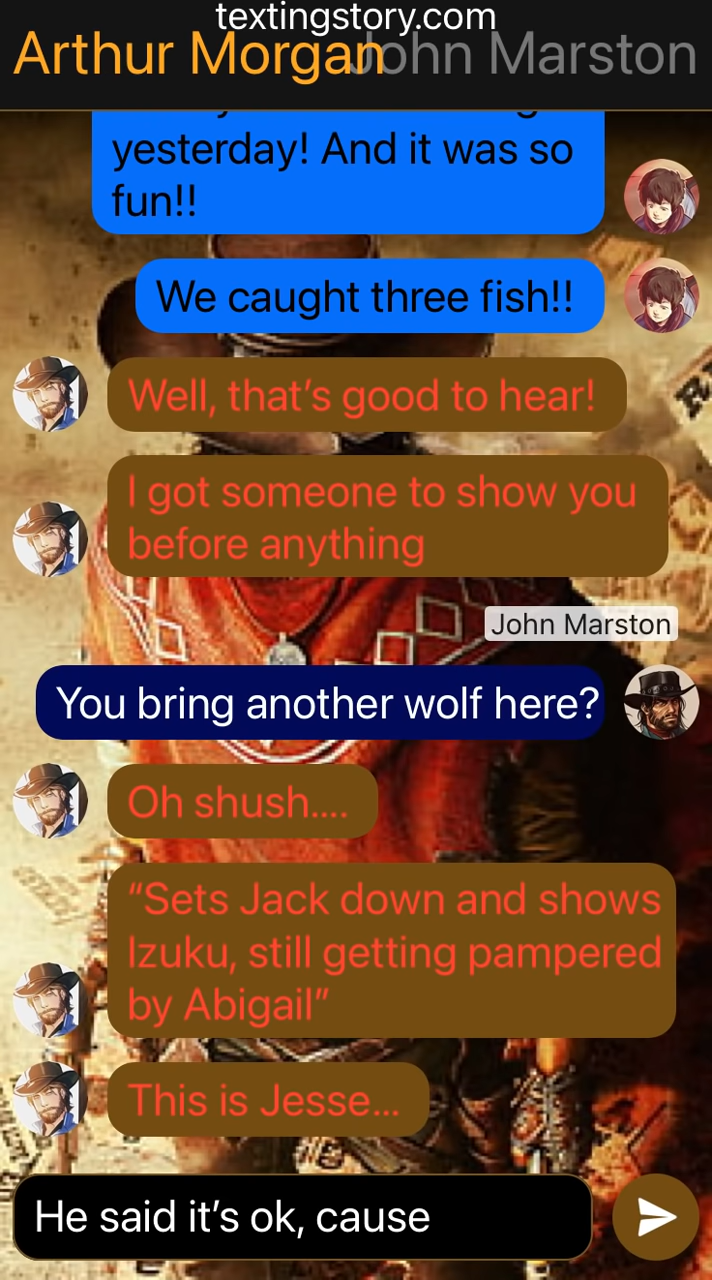 textingstory.com
Arthur Morgan
John Marston
yesterday! And it was so
fun!!
We caught three fish!!
Well, that’s good to hear!
I got someone to show you
before anything
John Marston
You bring another wolf here?
Oh shush....
“Sets Jack down and shows
Izuku, still getting pampered
by Abigail”
This is Jesse...
He said it’s ok, cause